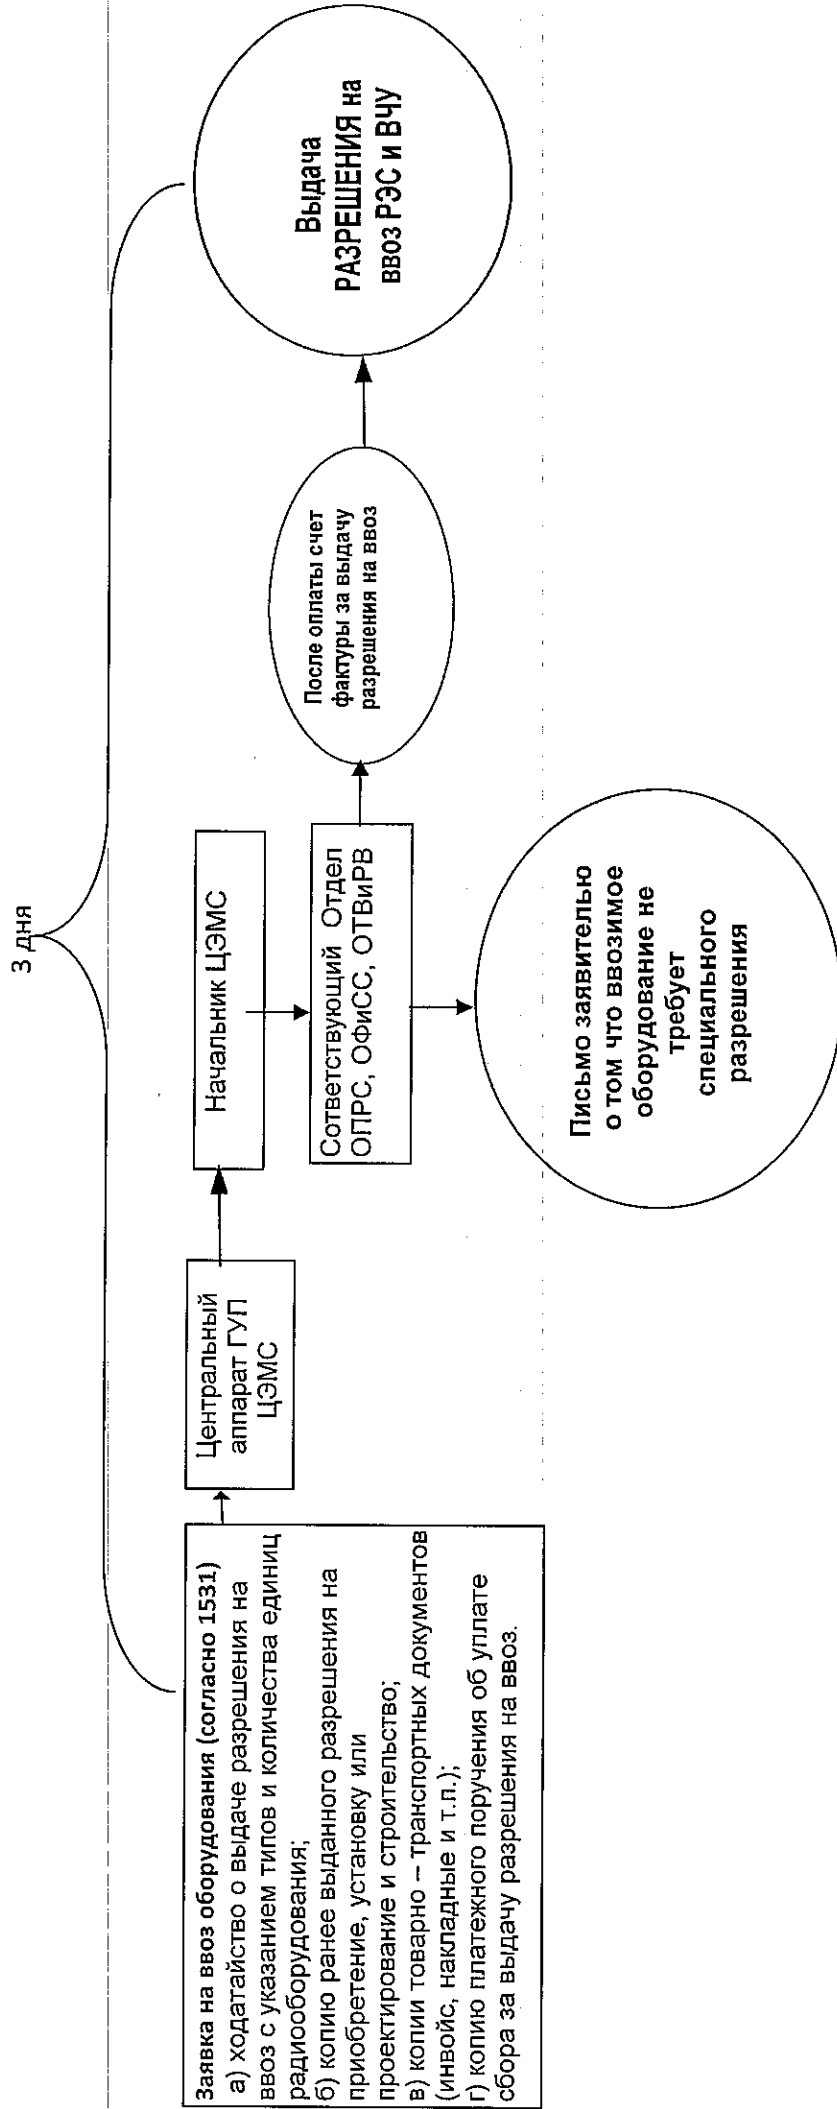 3 дня
Заявка на ввоз оборудования (согласно 1531)
а) ходатайство о выдаче разрешения на
ввоз с указанием типов и количества единиц
радиооборудования;
б) копию ранее выданного разрешения на
приобретение, установку или
проектирование и строительство;
в) копии товарно – транспортных документов
(инвойс, накладные и т.п.);
г) копию платежного поручения об уплате
сбора за выдачу разрешения на ввоз.
Центральный
аппарат ГУП
ЦЭМС
Начальник ЦЭМС
Сответствующий Отдел
ОПРС, ОФиСС, ОТВиРВ
После оплаты счет
фактуры за выдачу
разрешения на ввоз
Выдача
РАЗРЕШЕНИЯ на
ввоз РЭС и ВЧУ
Письмо заявителю
о том что ввозимое
оборудование не
требует
специального
разрешения